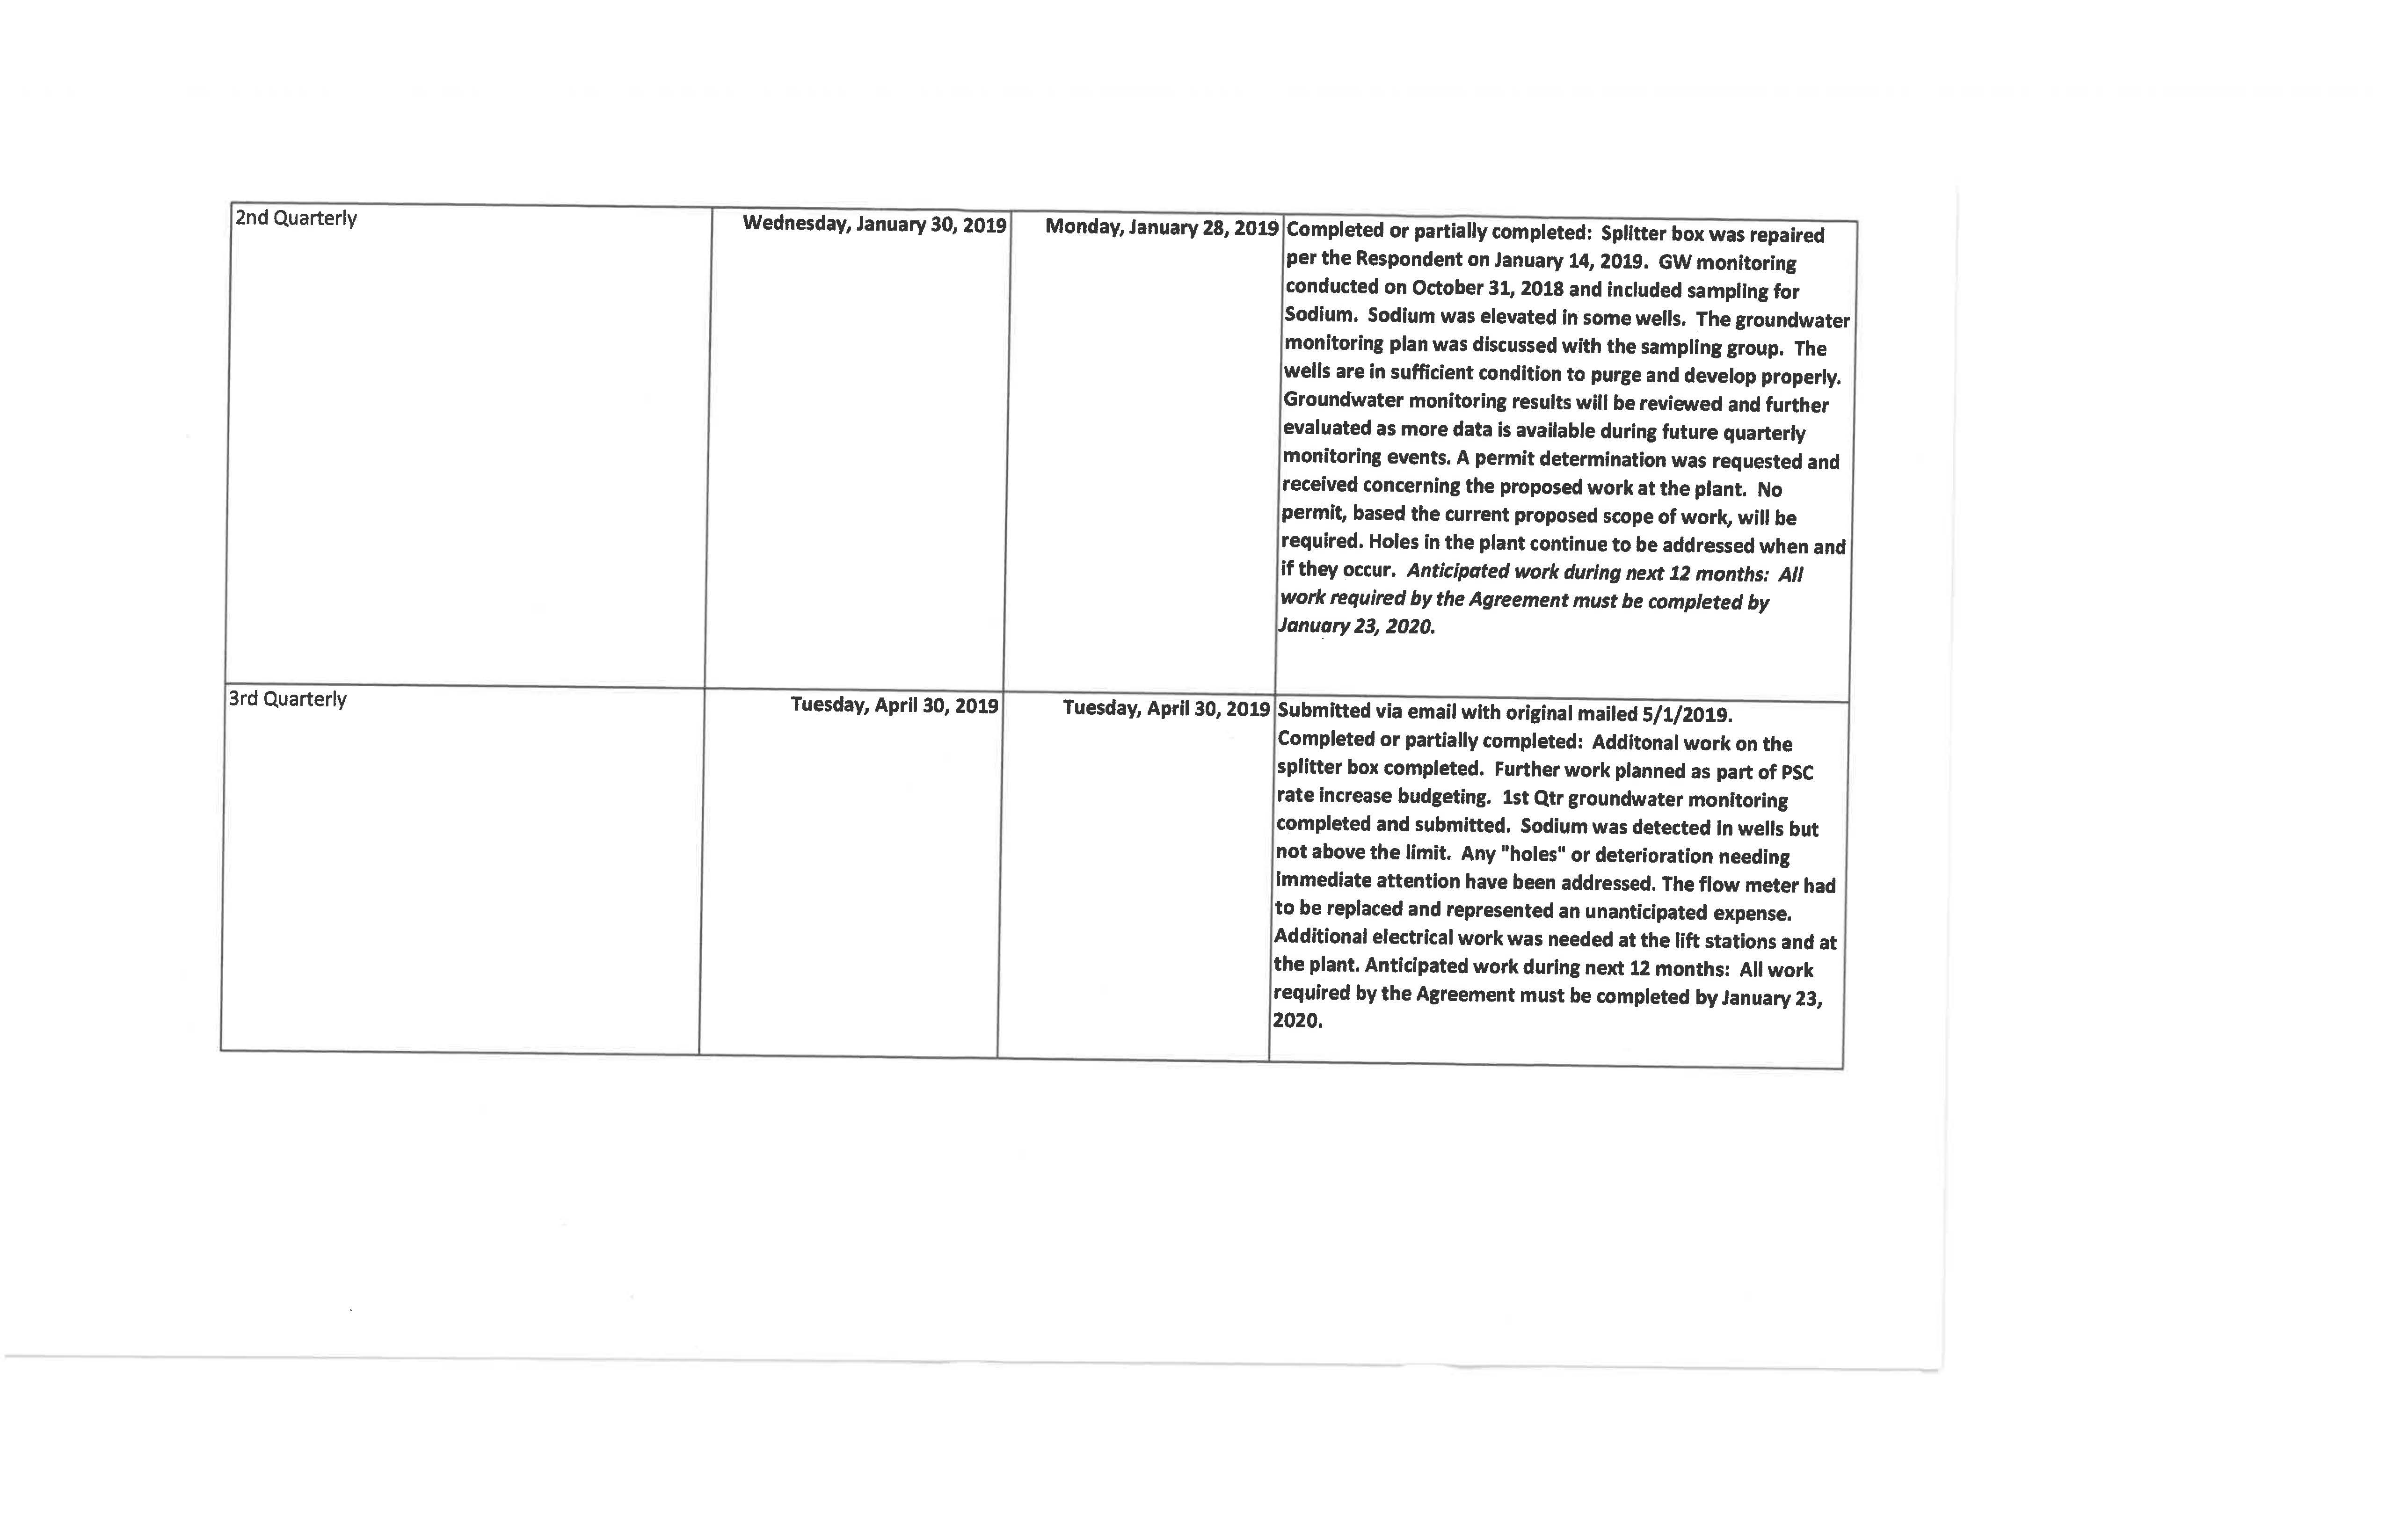 2nd Quarterly
Wednesday, January 30, 2019
Monday, January 28, 2019
Completed or partially completed: Splitter box was repaired
per the Respondent on January 14, 2019. GW monitoring
conducted on October 31, 2018 and included sampling for
Sodium. Sodium was elevated in some wells. The groundwater
monitoring plan was discussed with the sampling group. The
wells are in sufficient condition to purge and develop properly.
Groundwater monitoring results will be reviewed and further
evaluated as more data is available during future quarterly
monitoring events. A permit determination was requested and
received concerning the proposed work at the plant. No
permit, based the current proposed scope of work, will be
required. Holes in the plant continue to be addressed when and
if they occur. Anticipated work during next 12 months: All
work required by the Agreement must be completed by
January 23, 2020.
3rd Quarterly
Tuesday, April 30, 2019
Tuesday, April 30, 2019
Submitted via email with original mailed 5/1/2019.
Completed or partially completed: Additonal work on the
splitter box completed. Further work planned as part of PSC
rate increase budgeting. 1st Qtr groundwater monitoring
completed and submitted. Sodium was detected in wells but
not above the limit. Any "holes" or deterioration needing
immediate attention have been addressed. The flow meter had
to be replaced and represented an unanticipated expense.
Additional electrical work was needed at the lift stations and at
the plant. Anticipated work during next 12 months: All work
required by the Agreement must be completed by January 23,
2020.